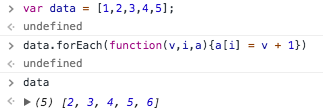 > var data = [1,2,3,4,5];
< undefined
> data.forEach(function(v,i,a){a[i] = v + 1})
< undefined
> data
< ▶ (5) [2, 3, 4, 5, 6]